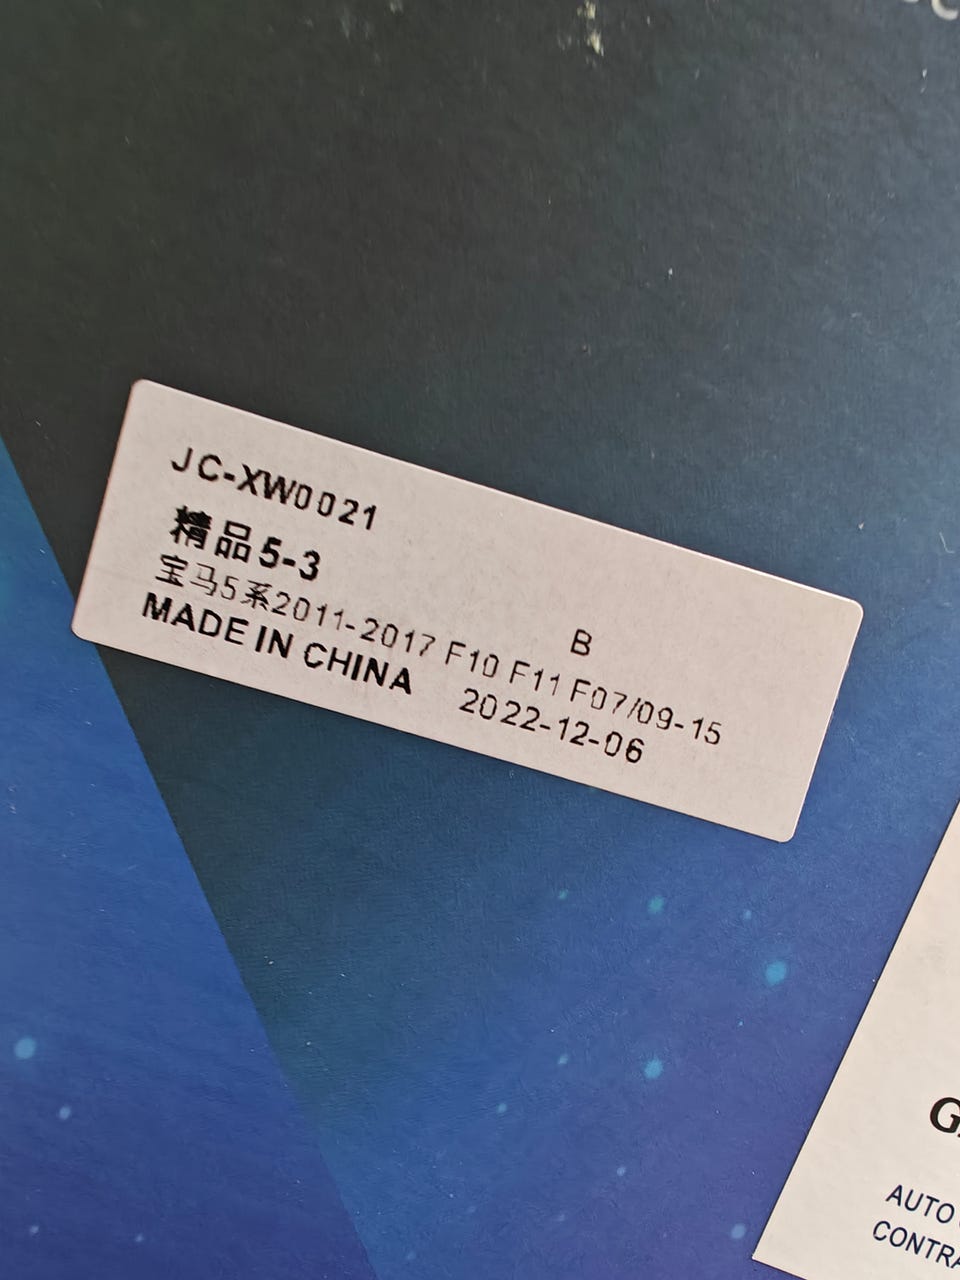 JC-XW0021
精品5-3
B
宝马5系2011-2017 F10 F11 F07/09-15
MADE IN CHINA 2022-12-06
G
AUTO
CONTRA